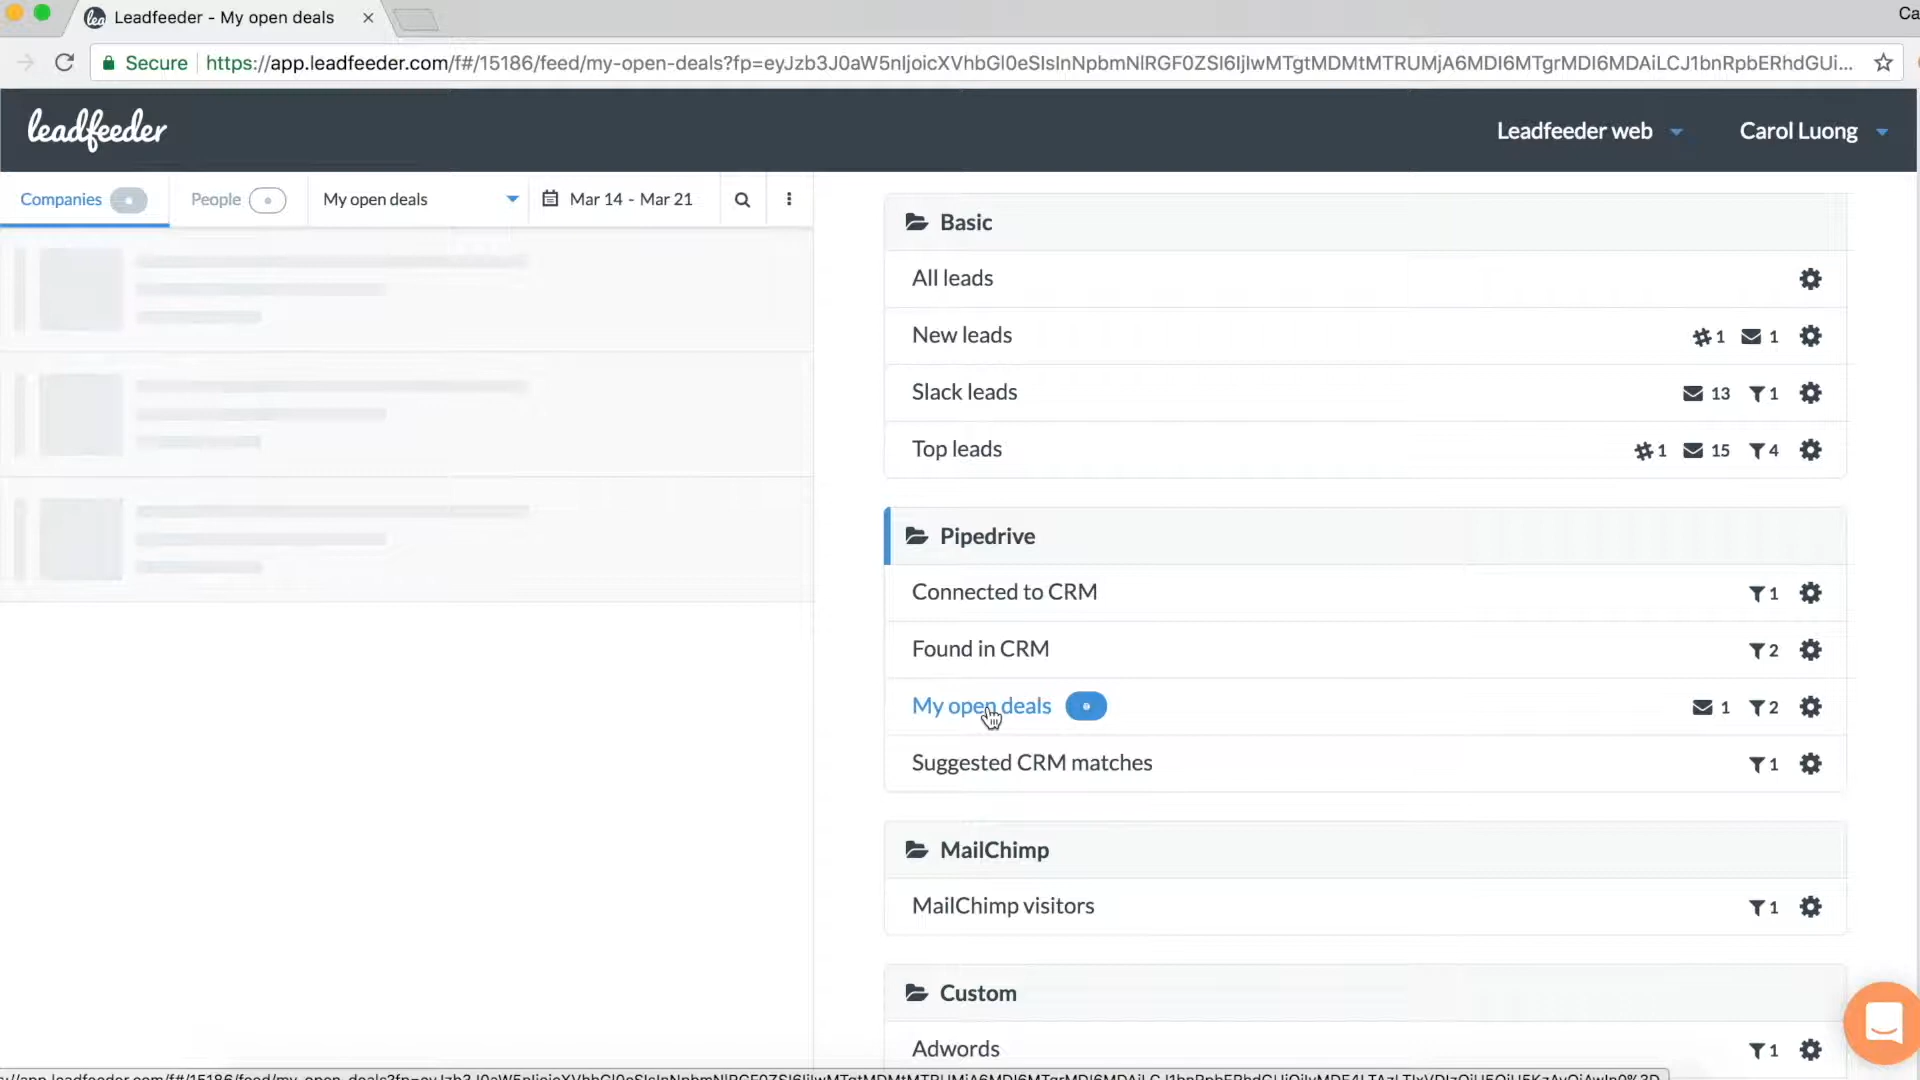 Leadfeeder - My open deals
Ca
Secure
https://app.leadfeeder.com/f#/15186/feed/my-open-deals?fp=eyJzb3J0aW5nIjoicXVhbGl0eSIsInNpbmNlRGF0ZSI6IjIwMTgtMDMtMTRUMjA6MDI6MTgrMDI6MDAiLCJ1bnRpbERhdGUi...
leadfeeder
Leadfeeder web
Carol Luong
Companies
People
My open deals
Mar 14 - Mar 21
Basic
All leads
New leads 1 1
Slack leads 13 1
Top leads 1 15 4
Pipedrive
Connected to CRM 1
Found in CRM 2
My open deals 1 2
Suggested CRM matches 1
MailChimp
MailChimp visitors 1
Custom
Adwords 1